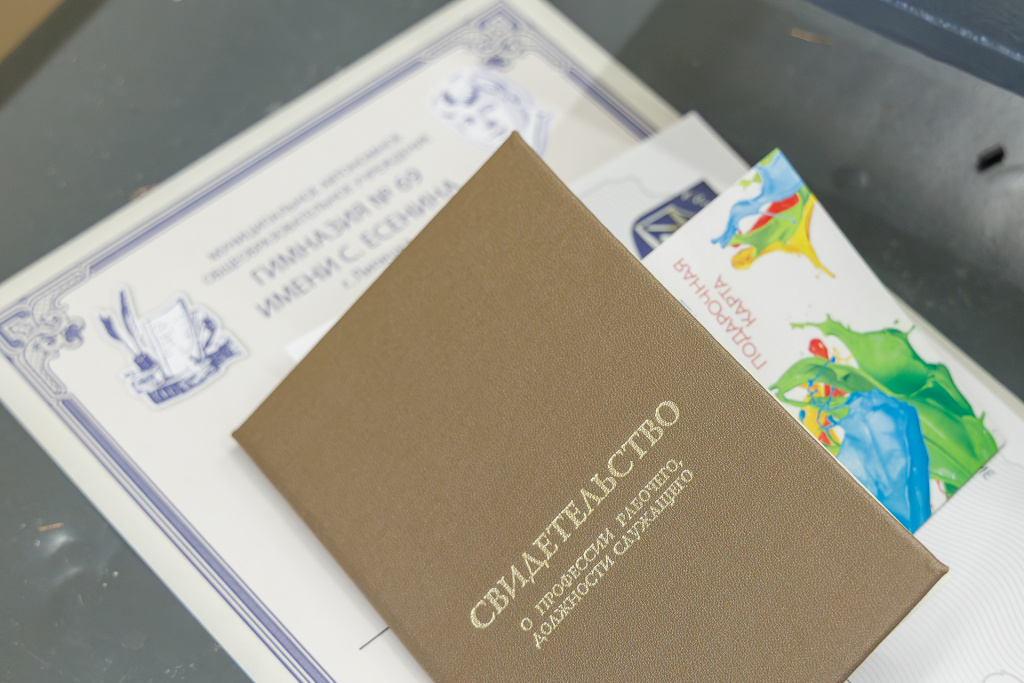 МУНИЦИПАЛЬНОЕ АВТОНОМНОЕ
ОБЩЕОБРАЗОВАТЕЛЬНОЕ УЧРЕЖДЕНИЕ
ГИМНАЗИЯ № 69
ИМЕНИ С. ЕСЕНИНА
ПОДАРОЧНАЯ
КАРТА
СВИДЕТЕЛЬСТВО
О ПРОФЕССИИ РАБОЧЕГО,
ДОЛЖНОСТИ СЛУЖАЩЕГО